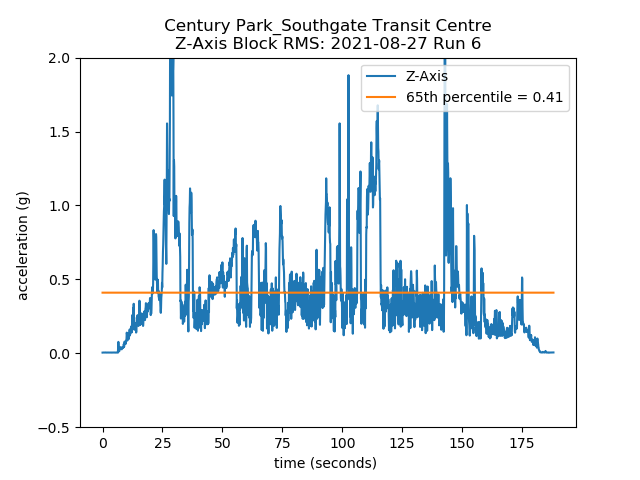 Century Park_Southgate Transit Centre
Z-Axis Block RMS: 2021-08-27 Run 6
Z-Axis
65th percentile = 0.41
acceleration (g)
2.0
1.5
1.0
0.5
0.0
−0.5
0 25 50 75 100 125 150 175
time (seconds)